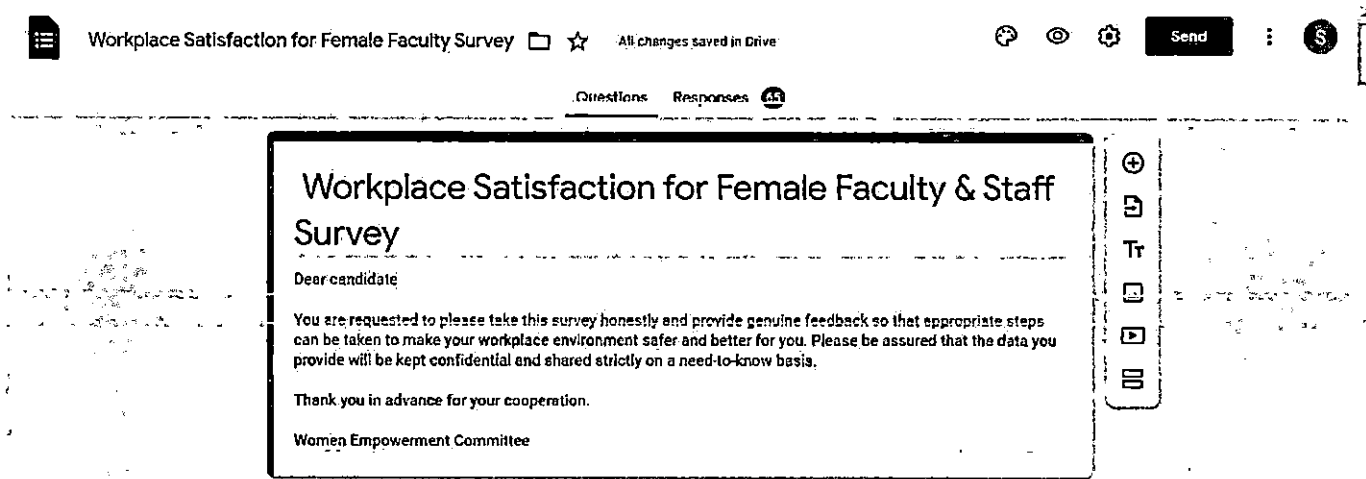 Workplace Satisfaction for Female Faculty Survey All changes saved in Drive Send S
Questions Responses 65
Workplace Satisfaction for Female Faculty & Staff
Survey
Dear candidate
You are requested to please take this survey honestly and provide genuine feedback so that appropriate steps
can be taken to make your workplace environment safer and better for you. Please be assured that the data you
provide will be kept confidential and shared strictly on a need-to-know basis.
Thank you in advance for your cooperation.
Women Empowerment Committee
Tr